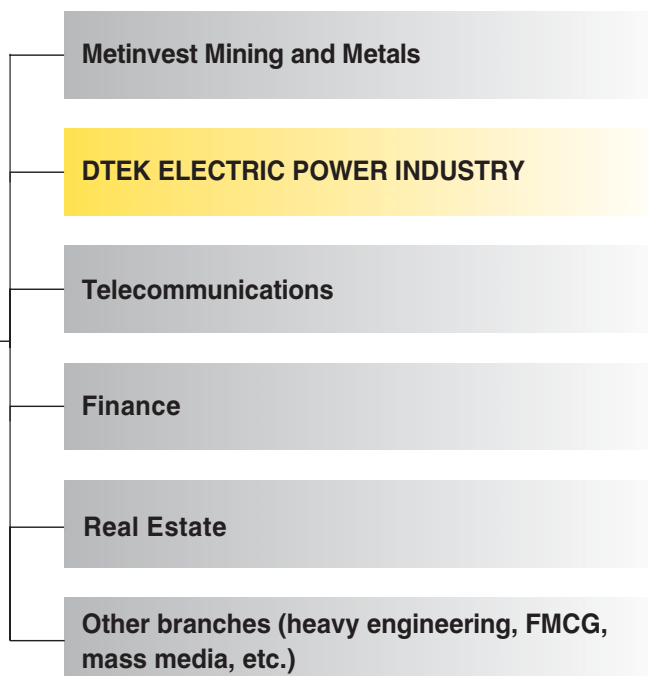 Metinvest Mining and Metals
DTEK ELECTRIC POWER INDUSTRY
Telecommunications
Finance
Real Estate
Other branches (heavy engineering, FMCG,
mass media, etc.)